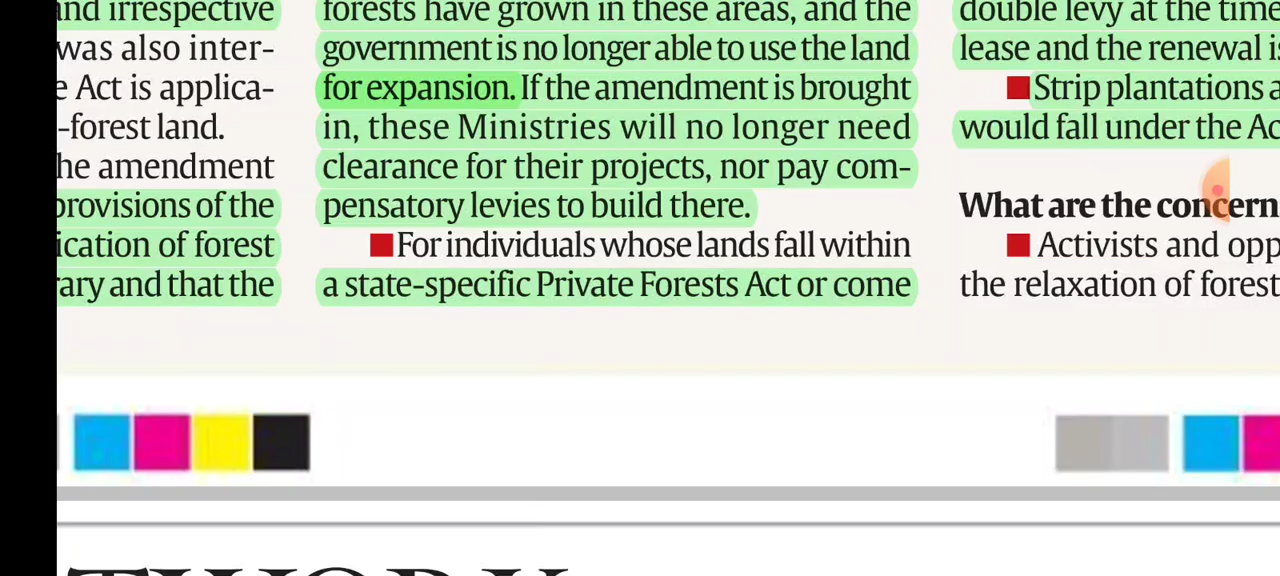 and irrespective
was also inter-
e Act is applica-
-forest land.
he amendment
provisions of the
ication of forest
rary and that the
forests have grown in these areas, and the
government is no longer able to use the land
for expansion. If the amendment is brought
in, these Ministries will no longer need
clearance for their projects, nor pay com-
pensatory levies to build there.
For individuals whose lands fall within
a state-specific Private Forests Act or come
double levy at the time
lease and the renewal is
Strip plantations a
would fall under the Ac
What are the concern
Activists and opp
the relaxation of forest